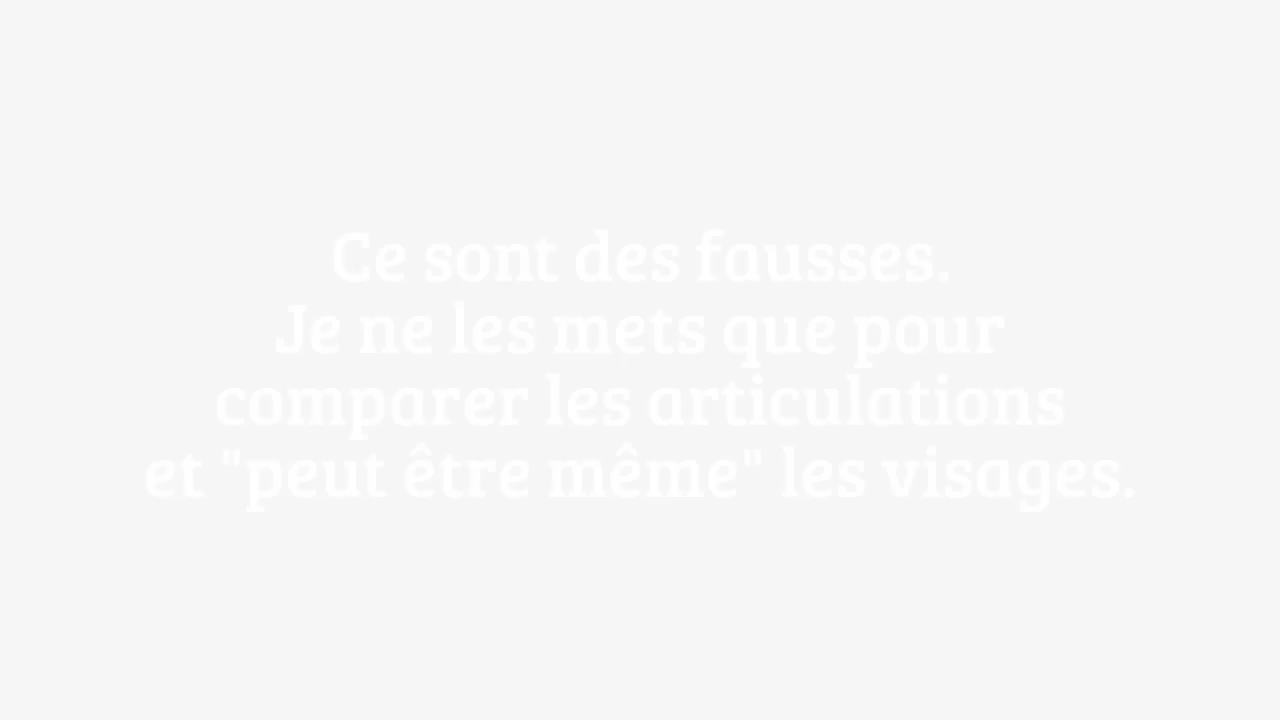 Ce sont des fausses.
Je ne les mets que pour
comparer les articulations
et "peut être même" les visages.